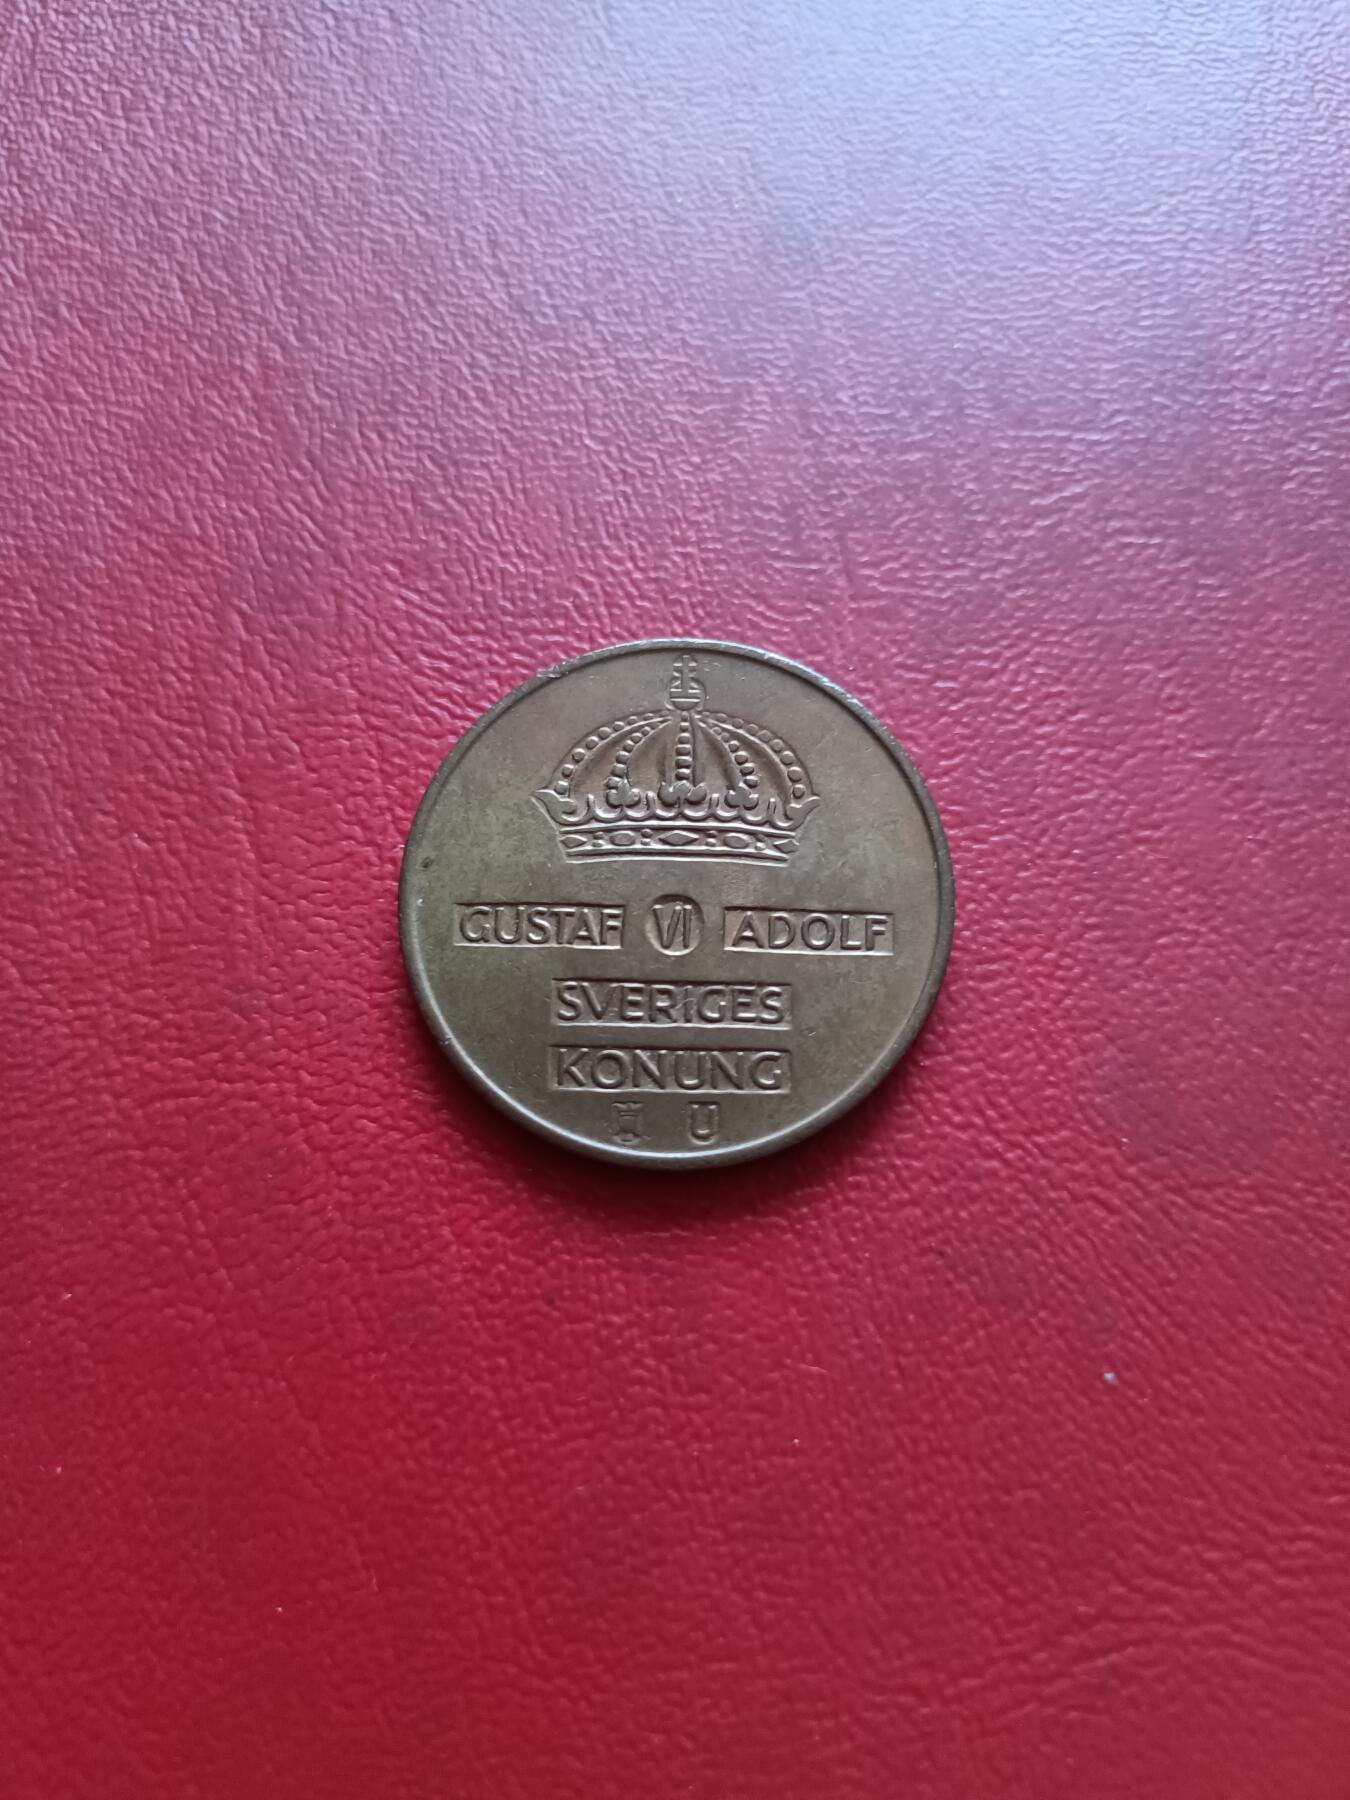 GUSTAF VI ADOLF
SVERIGES
KONUNG
U